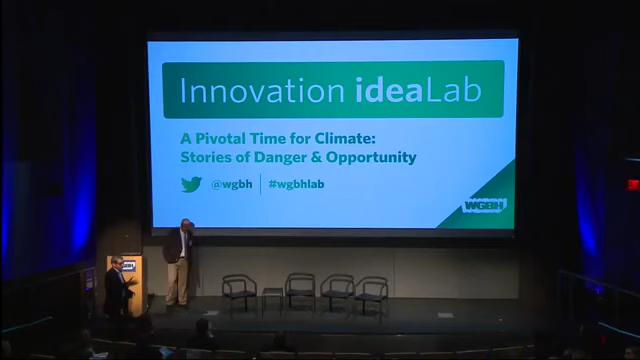 Innovation ideaLab
A Pivotal Time for Climate:
Stories of Danger & Opportunity
@wgbh
#wgbhlab
WGBH